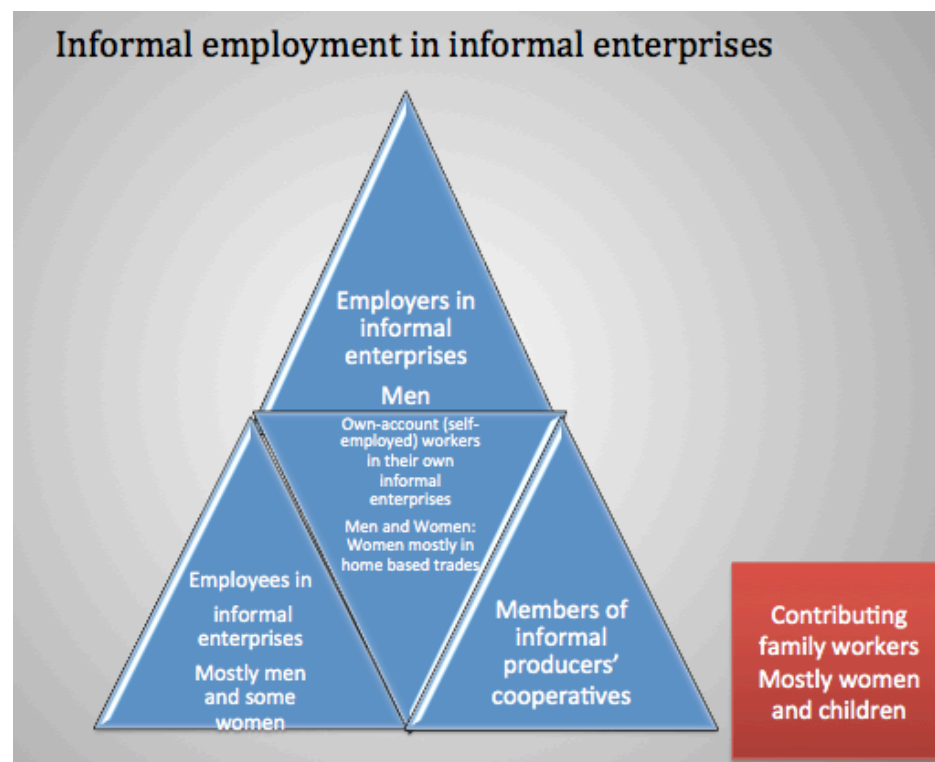 Informal employment in informal enterprises
Employers in
informal
enterprises
Men
Own-account (self-
employed) workers
in their own
informal
enterprises
Men and Women:
Women mostly in
home based trades
Employees in
informal
enterprises
Mostly men
and some
women
Members of
informal
producers’
cooperatives
Contributing
family workers
Mostly women
and children